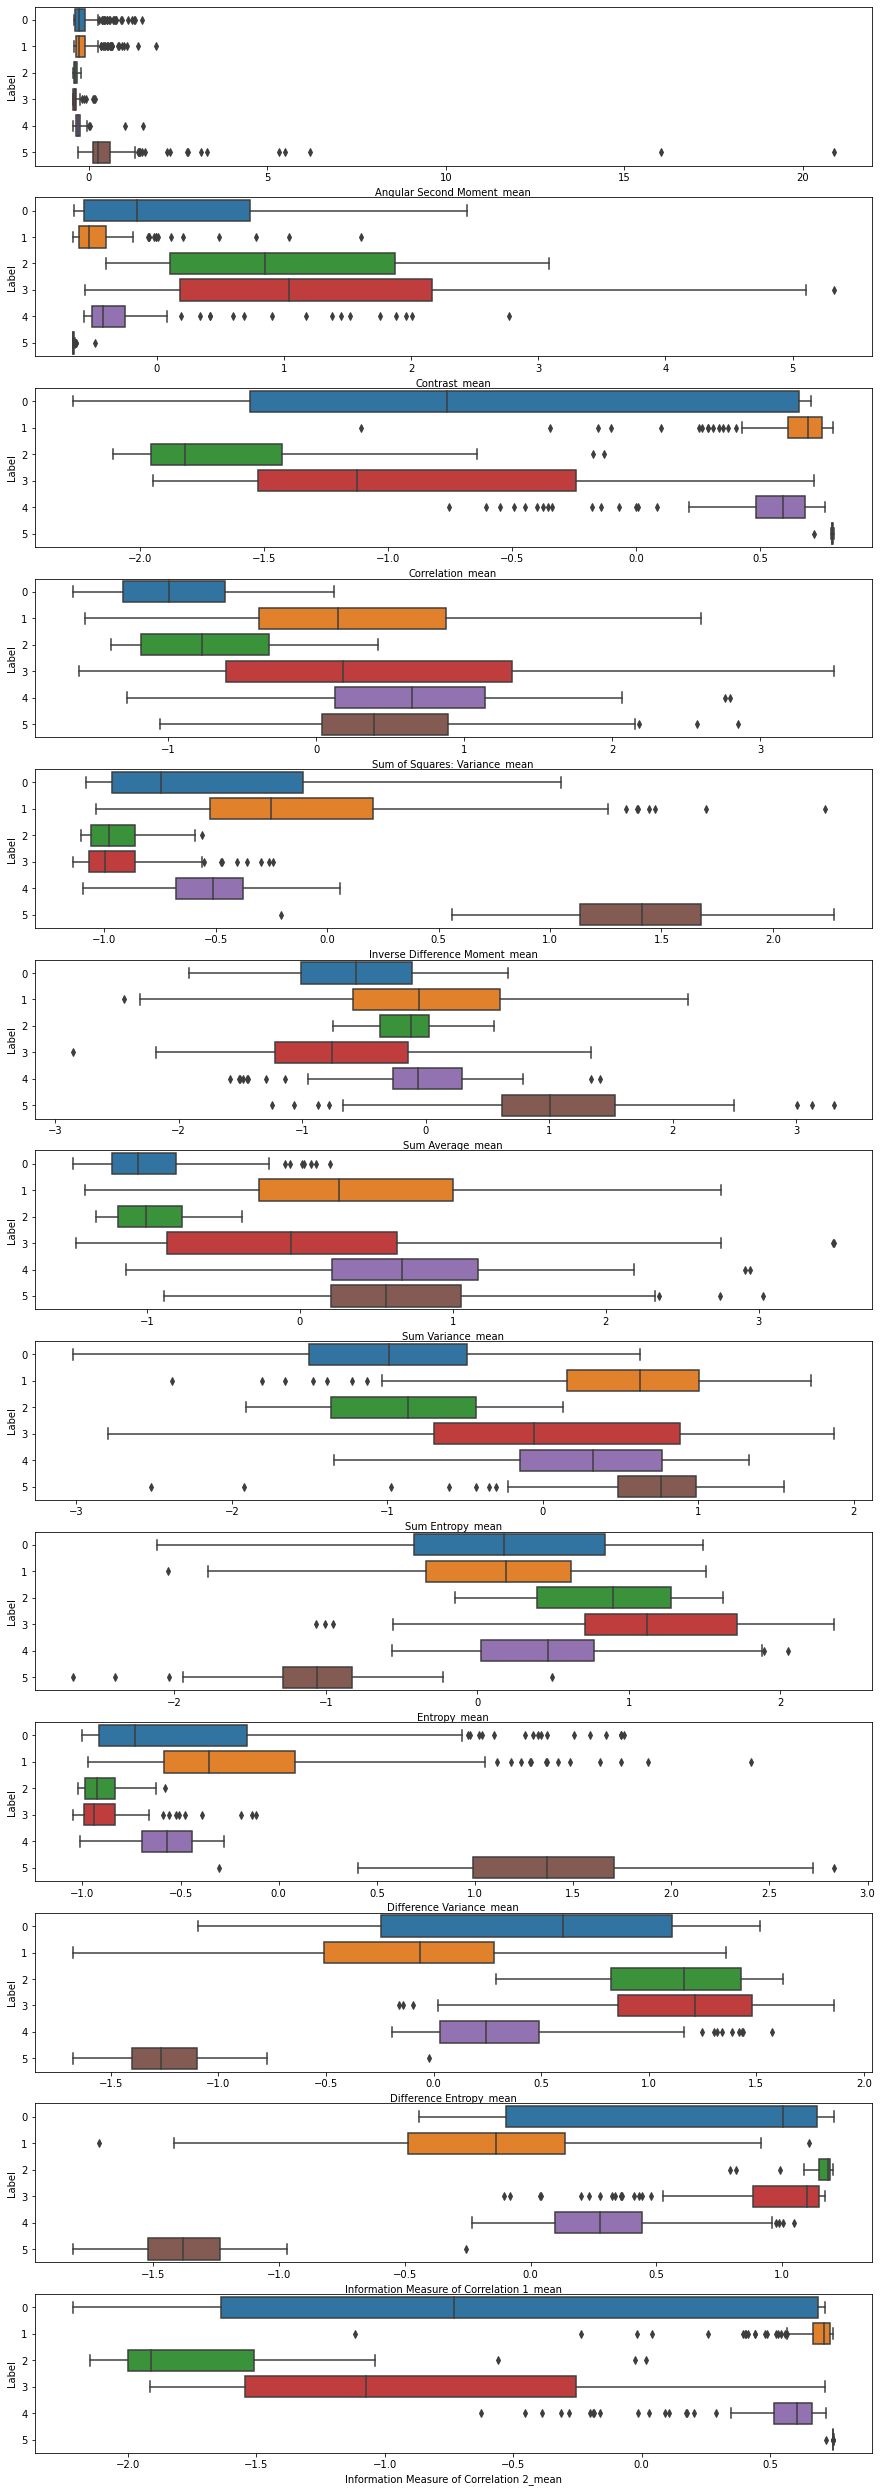 0
1
2
3
4
5
Label
0 5 10 15 20
Angular Second Moment_mean
0
1
2
3
4
5
Label
0 1 2 3 4 5
Contrast_mean
0
1
2
3
4
5
Label
−2.0 −1.5 −1.0 −0.5 0.0 0.5
Correlation_mean
0
1
2
3
4
5
Label
−1 0 1 2 3
Sum of Squares: Variance_mean
0
1
2
3
4
5
Label
−1.0 −0.5 0.0 0.5 1.0 1.5 2.0
Inverse Difference Moment_mean
0
1
2
3
4
5
Label
−3 −2 −1 0 1 2 3
Sum Average_mean
0
1
2
3
4
5
Label
−1 0 1 2 3
Sum Variance_mean
0
1
2
3
4
5
Label
−3 −2 −1 0 1 2
Sum Entropy_mean
0
1
2
3
4
5
Label
−2 −1 0 1 2
Entropy_mean
0
1
2
3
4
5
Label
−1.0 −0.5 0.0 0.5 1.0 1.5 2.0 2.5 3.0
Difference Variance_mean
0
1
2
3
4
5
Label
−1.5 −1.0 −0.5 0.0 0.5 1.0 1.5 2.0
Difference Entropy_mean
0
1
2
3
4
5
Label
−1.5 −1.0 −0.5 0.0 0.5 1.0
Information Measure of Correlation 1_mean
0
1
2
3
4
5
Label
−2.0 −1.5 −1.0 −0.5 0.0 0.5
Information Measure of Correlation 2_mean